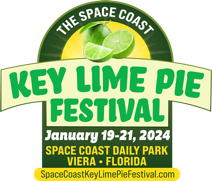 THE SPACE COAST
KEY LIME PIE
FESTIVAL
January 19-21, 2024
SPACE COAST DAILY PARK
VIERA • FLORIDA
SpaceCoastKeyLimePieFestival.com